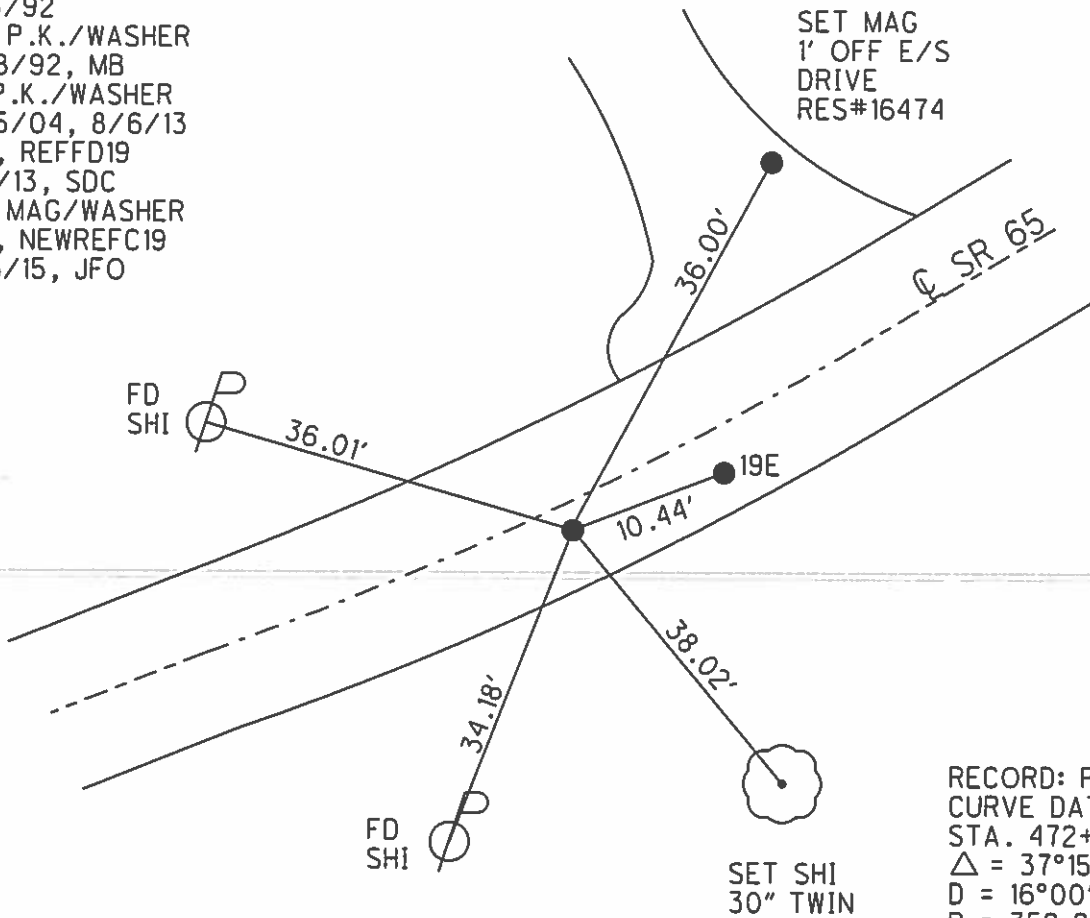 /92
P.K./WASHER
8/92, MB
P.K./WASHER
5/04, 8/6/13
, REFFD19
/13, SDC
MAG/WASHER
, NEWREFC19
/15, JFO
SET MAG
1' OFF E/S
DRIVE
RES#16474
36.00'
℄ SR 65
FD
SHI
36.01'
19E
10.44'
38.02'
34.18'
FD
SHI
SET SHI
30" TWIN
RECORD:
CURVE
STA. 472+
△ = 37°15
D = 16°00'